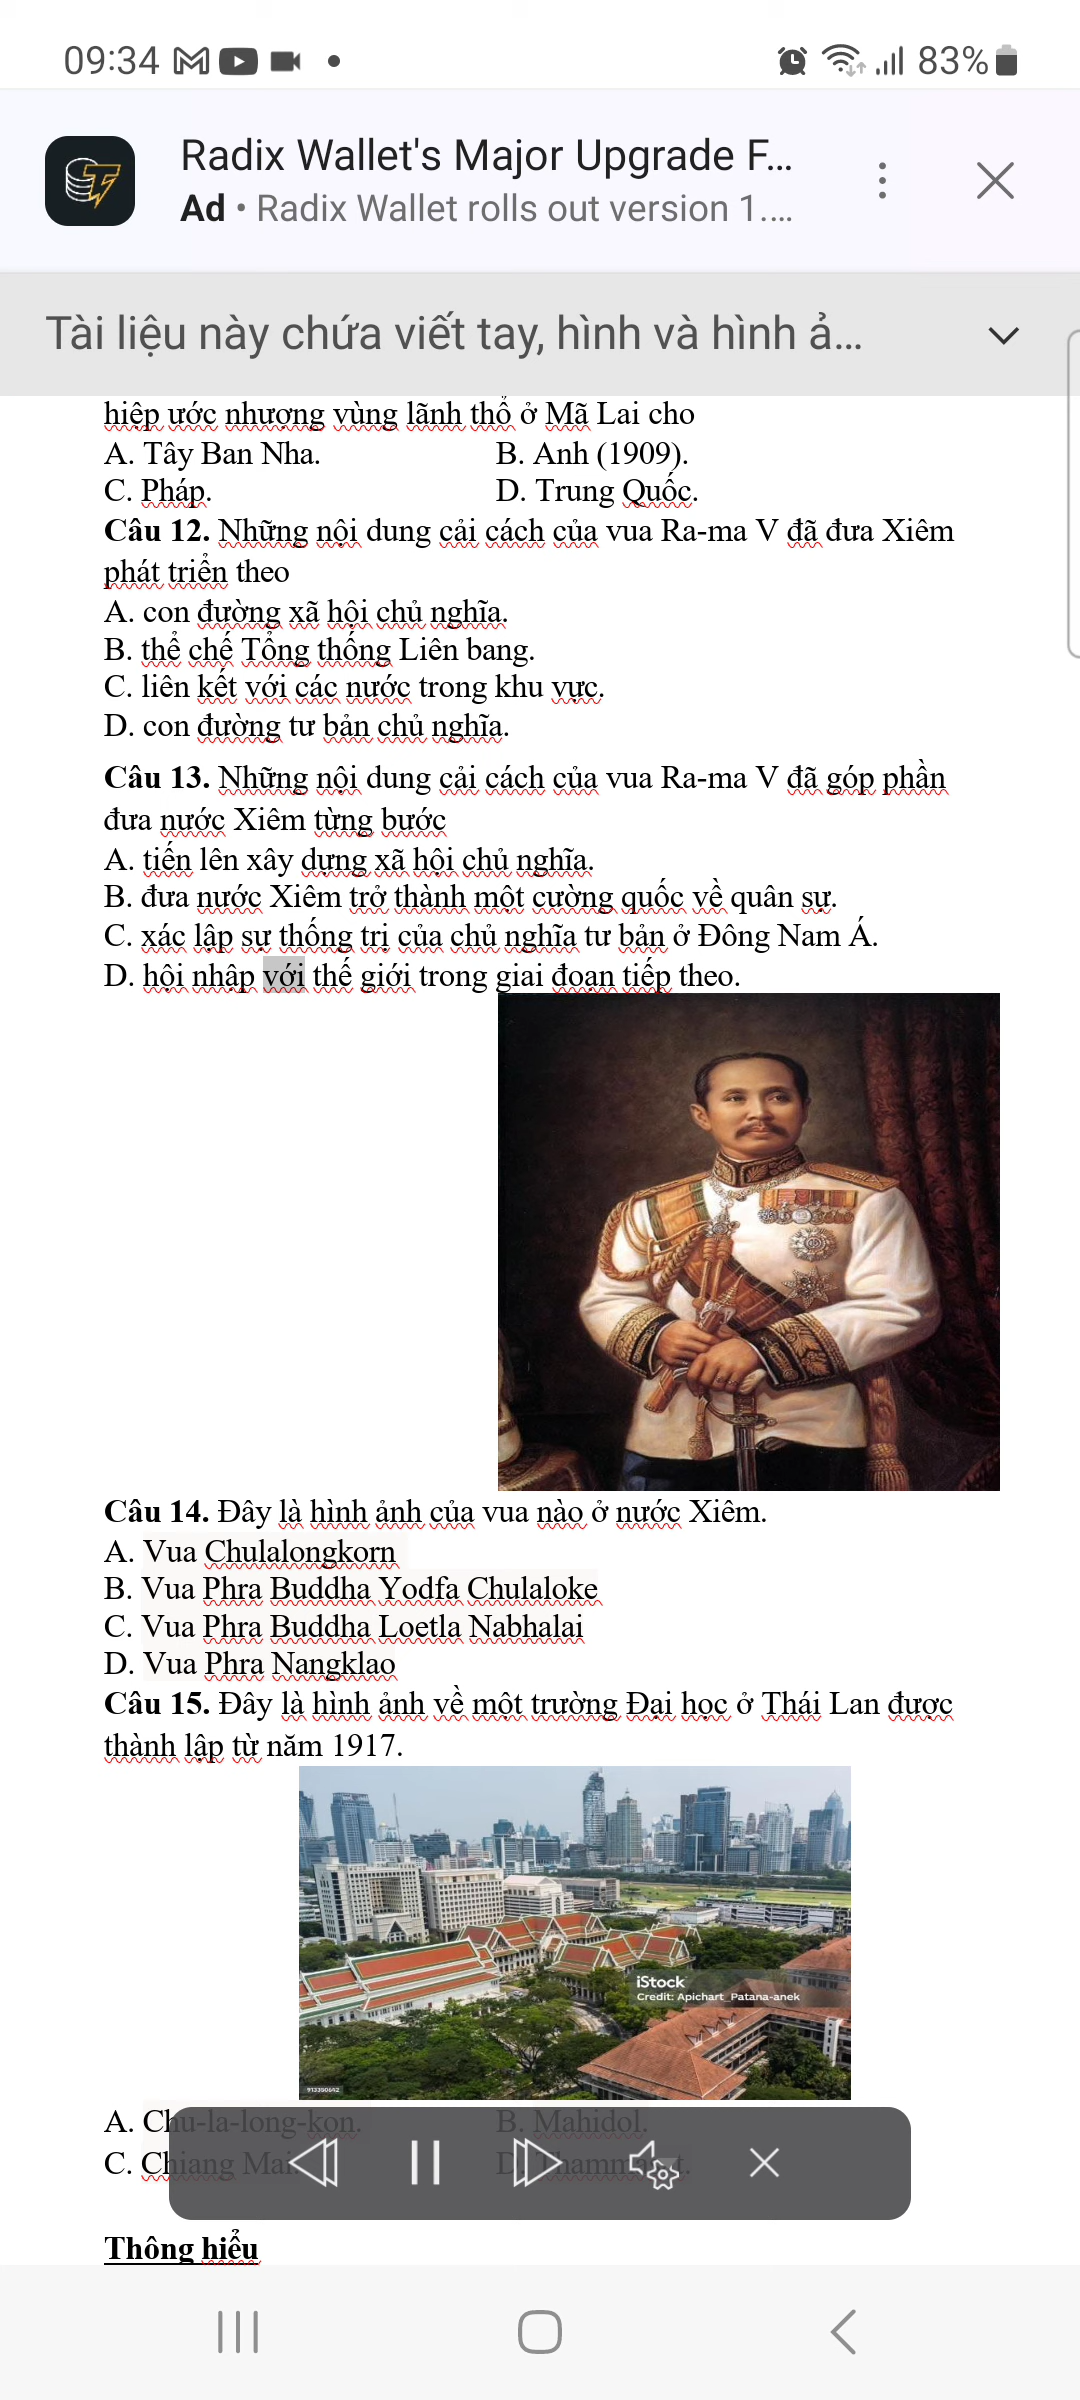 09:34
83%
Radix Wallet's Major Upgrade F...
Ad • Radix Wallet rolls out version 1....
Tài liệu này chứa viết tay, hình và hình ả...
hiệp ước nhượng vùng lãnh thổ ở Mã Lai cho
A. Tây Ban Nha. B. Anh (1909).
C. Pháp. D. Trung Quốc.
Câu 12. Những nội dung cải cách của vua Ra-ma V đã đưa Xiêm
phát triển theo
A. con đường xã hội chủ nghĩa.
B. thể chế Tổng thống Liên bang.
C. liên kết với các nước trong khu vực.
D. con đường tư bản chủ nghĩa.
Câu 13. Những nội dung cải cách của vua Ra-ma V đã góp phần
đưa nước Xiêm từng bước
A. tiến lên xây dựng xã hội chủ nghĩa.
B. đưa nước Xiêm trở thành một cường quốc về quân sự.
C. xác lập sự thống trị của chủ nghĩa tư bản ở Đông Nam Á.
D. hội nhập với thế giới trong giai đoạn tiếp theo.
Câu 14. Đây là hình ảnh của vua nào ở nước Xiêm.
A. Vua Chulalongkorn
B. Vua Phra Buddha Yodfa Chulaloke
C. Vua Phra Buddha Loetla Nabhalai
D. Vua Phra Nangklao
Câu 15. Đây là hình ảnh về một trường Đại học ở Thái Lan được
thành lập từ năm 1917.
iStock
Credit: Apichart_Patana-anek
913350642
A. Chu-la-long-kon. B. Mahidol.
C. Chiang Mai. D.
Thông hiểu